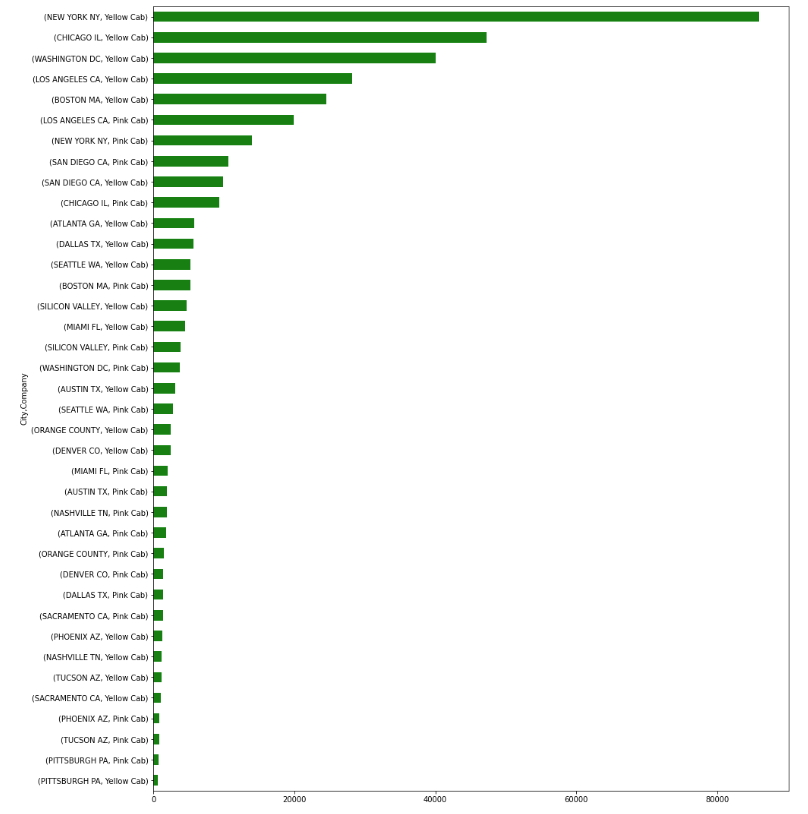 (NEW YORK NY, Yellow Cab)
(CHICAGO IL, Yellow Cab)
(WASHINGTON DC, Yellow Cab)
(LOS ANGELES CA, Yellow Cab)
(BOSTON MA, Yellow Cab)
(LOS ANGELES CA, Pink Cab)
(NEW YORK NY, Pink Cab)
(SAN DIEGO CA, Pink Cab)
(SAN DIEGO CA, Yellow Cab)
(CHICAGO IL, Pink Cab)
(ATLANTA GA, Yellow Cab)
(DALLAS TX, Yellow Cab)
(SEATTLE WA, Yellow Cab)
(BOSTON MA, Pink Cab)
(SILICON VALLEY, Yellow Cab)
(MIAMI FL, Yellow Cab)
(SILICON VALLEY, Pink Cab)
(WASHINGTON DC, Pink Cab)
(AUSTIN TX, Yellow Cab)
(SEATTLE WA, Pink Cab)
(ORANGE COUNTY, Yellow Cab)
(DENVER CO, Yellow Cab)
(MIAMI FL, Pink Cab)
(AUSTIN TX, Pink Cab)
(NASHVILLE TN, Pink Cab)
(ATLANTA GA, Pink Cab)
(ORANGE COUNTY, Pink Cab)
(DENVER CO, Pink Cab)
(DALLAS TX, Pink Cab)
(SACRAMENTO CA, Pink Cab)
(PHOENIX AZ, Yellow Cab)
(NASHVILLE TN, Yellow Cab)
(TUCSON AZ, Yellow Cab)
(SACRAMENTO CA, Yellow Cab)
(PHOENIX AZ, Pink Cab)
(TUCSON AZ, Pink Cab)
(PITTSBURGH PA, Pink Cab)
(PITTSBURGH PA, Yellow Cab)
City,Company
0 20000 40000 60000 80000